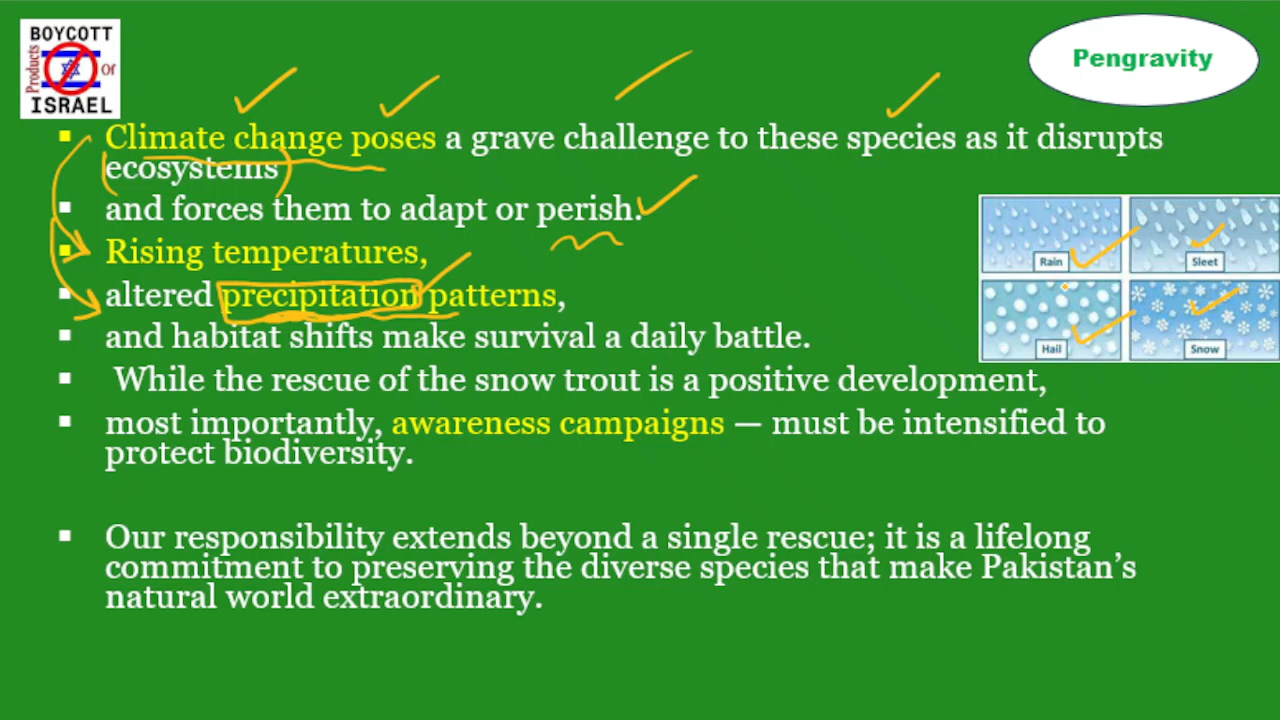 BOYCOTT
Products
or
ISRAEL
Pengravity
▪ Climate change poses a grave challenge to these species as it disrupts
ecosystems
▪ and forces them to adapt or perish.
▪ Rising temperatures,
▪ altered precipitation patterns,
▪ and habitat shifts make survival a daily battle.
▪ While the rescue of the snow trout is a positive development,
▪ most importantly, awareness campaigns — must be intensified to
protect biodiversity.
▪ Our responsibility extends beyond a single rescue; it is a lifelong
commitment to preserving the diverse species that make Pakistan’s
natural world extraordinary.
Rain
Sleet
Hail
Snow